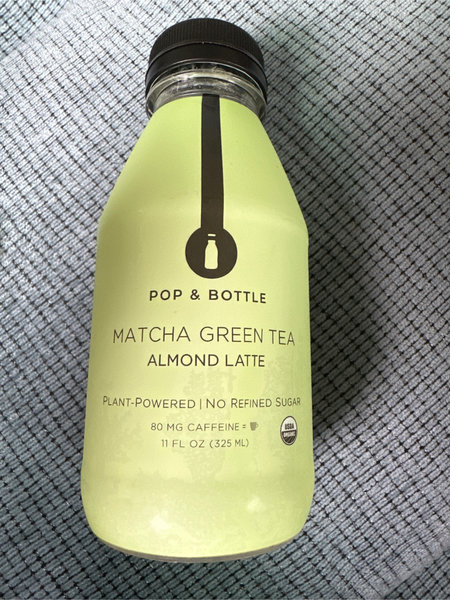 POP & BOTTLE
MATCHA GREEN TEA
ALMOND LATTE
PLANT-POWERED | NO REFINED SUGAR
80 MG CAFFEINE =
11 FL OZ (325 ML)
USDA
ORGANIC